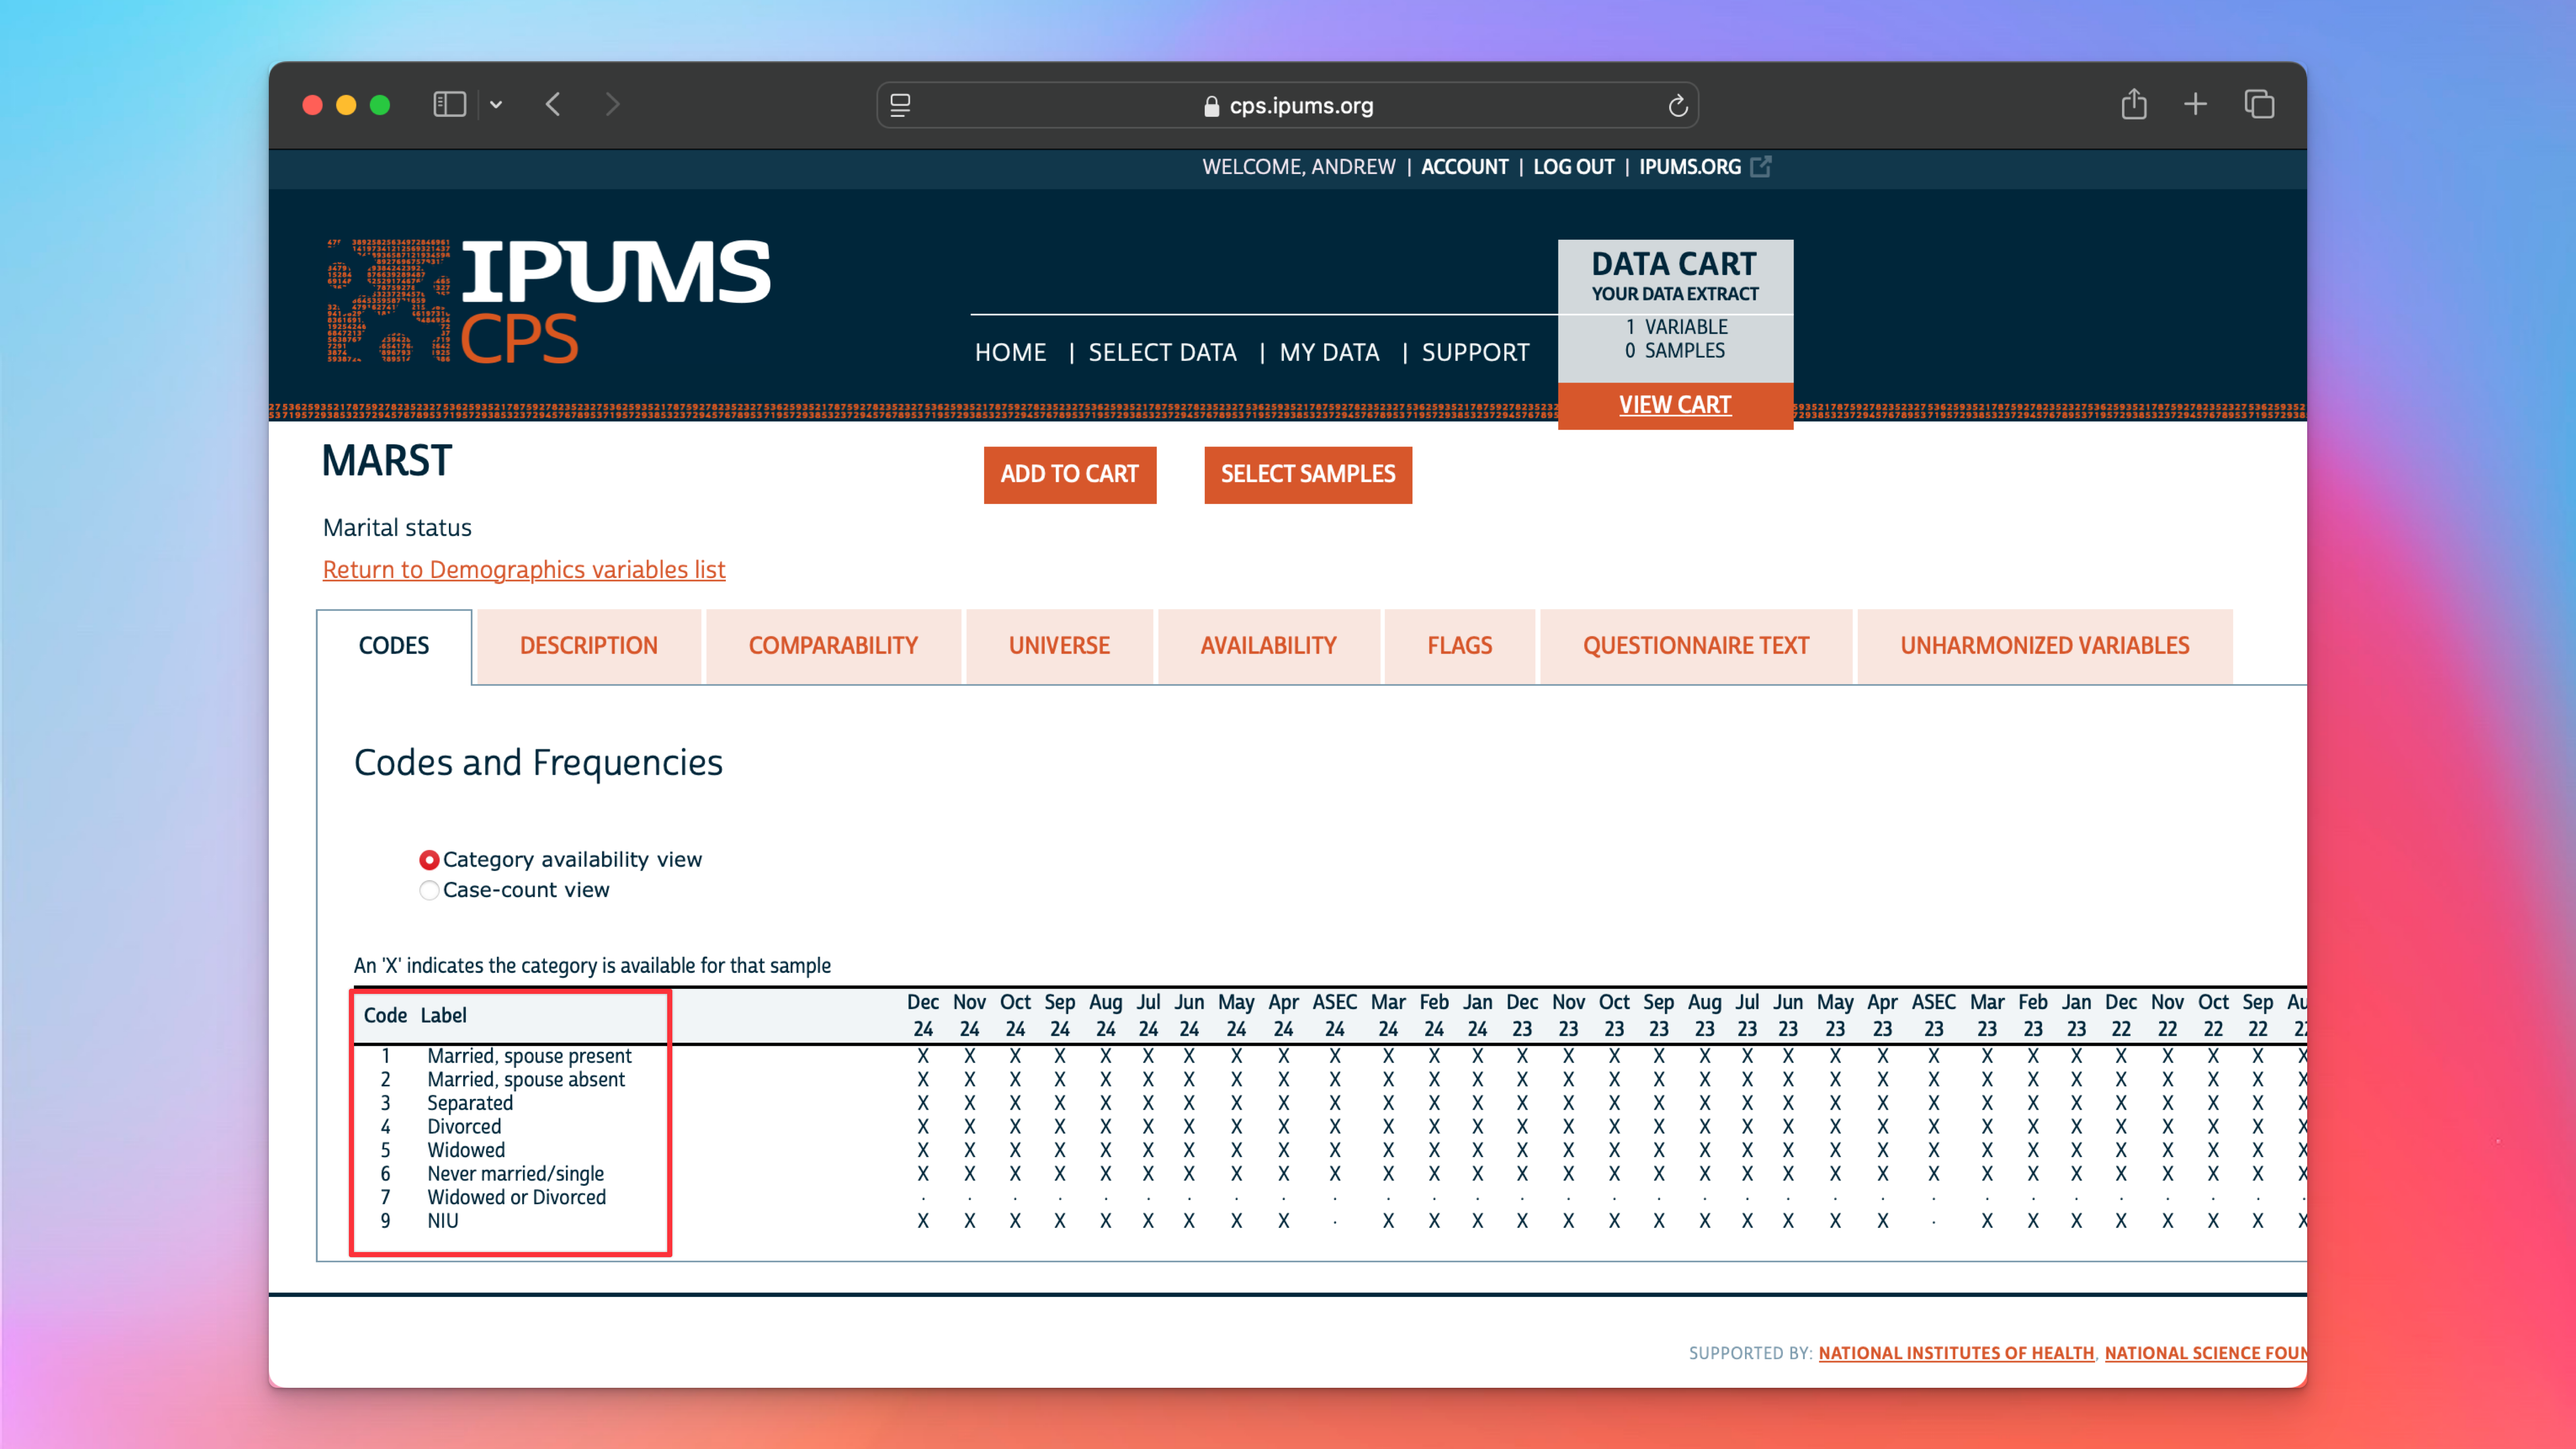 cps.ipums.org
WELCOME, ANDREW | ACCOUNT | LOG OUT | IPUMS.ORG
IPUMS
CPS
DATA CART
YOUR DATA EXTRACT
1 VARIABLE
0 SAMPLES
VIEW CART
HOME | SELECT DATA | MY DATA | SUPPORT
MARST
ADD TO CART SELECT SAMPLES
Marital status
Return to Demographics variables list
CODES DESCRIPTION COMPARABILITY UNIVERSE AVAILABILITY FLAGS QUESTIONNAIRE TEXT UNHARMONIZED VARIABLES
Codes and Frequencies
Category availability view
Case-count view
An 'X' indicates the category is available for that sample
Code Label Dec Nov Oct Sep Aug Jul Jun May Apr ASEC Mar Feb Jan Dec Nov Oct Sep Aug Jul Jun May Apr ASEC Mar Feb Jan Dec Nov Oct Sep
24 24 24 24 24 24 24 24 24 24 24 24 24 23 23 23 23 23 23 23 23 23 23 23 23 23 22 22 22 22
1 Married, spouse present X X X X X X X X X X X X X X X X X X X X X X X X X X X X X X X
2 Married, spouse absent X X X X X X X X X X X X X X X X X X X X X X X X X X X X X X X
3 Separated X X X X X X X X X X X X X X X X X X X X X X X X X X X X X X X
4 Divorced X X X X X X X X X X X X X X X X X X X X X X X X X X X X X X X
5 Widowed X X X X X X X X X X X X X X X X X X X X X X X X X X X X X X X
6 Never married/single X X X X X X X X X X X X X X X X X X X X X X X X X X X X X X X
7 Widowed or Divorced . . . . . . . . . . . . . . . . . . . . . . . . . . . . . . .
9 NIU X X X X X X X X X . X X X X X X X X X X X X . X X X X X X X X
SUPPORTED BY: NATIONAL INSTITUTES OF HEALTH, NATIONAL SCIENCE FOUN